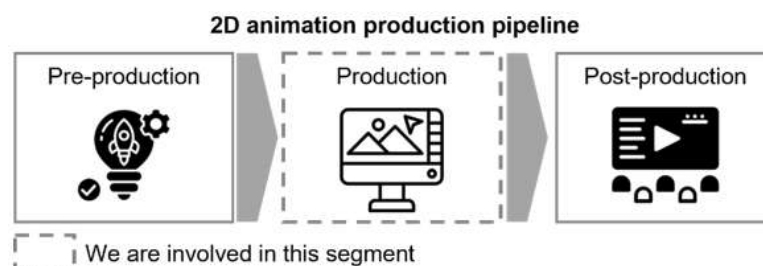 2D animation production pipeline
Pre-production
Production
Post-production
We are involved in this segment